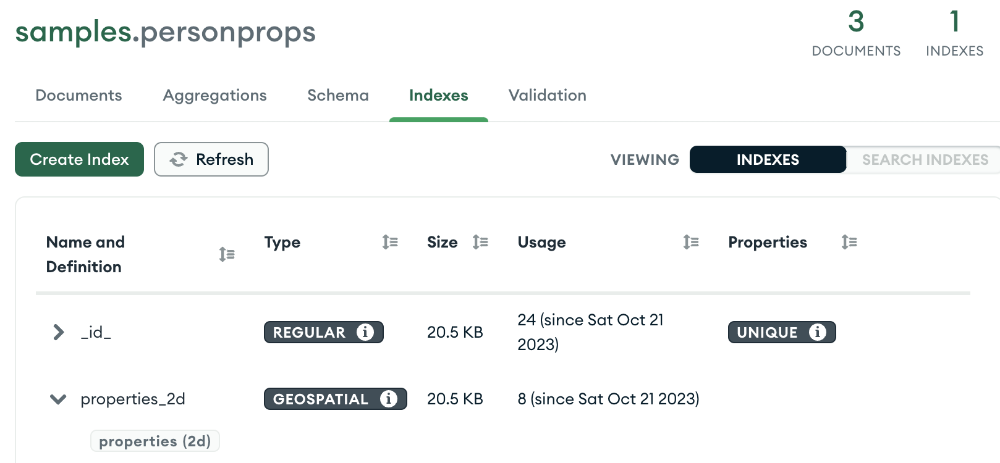 samples.personprops
3
DOCUMENTS
1
INDEXES
Documents
Aggregations
Schema
Indexes
Validation
Create Index
Refresh
VIEWING
INDEXES
SEARCH INDEXES
Name and
Definition
Type
Size
Usage
Properties
_id_
REGULAR
20.5 KB
24 (since Sat Oct 21
2023)
UNIQUE
properties_2d
GEOSPATIAL
20.5 KB
8 (since Sat Oct 21 2023)
properties (2d)